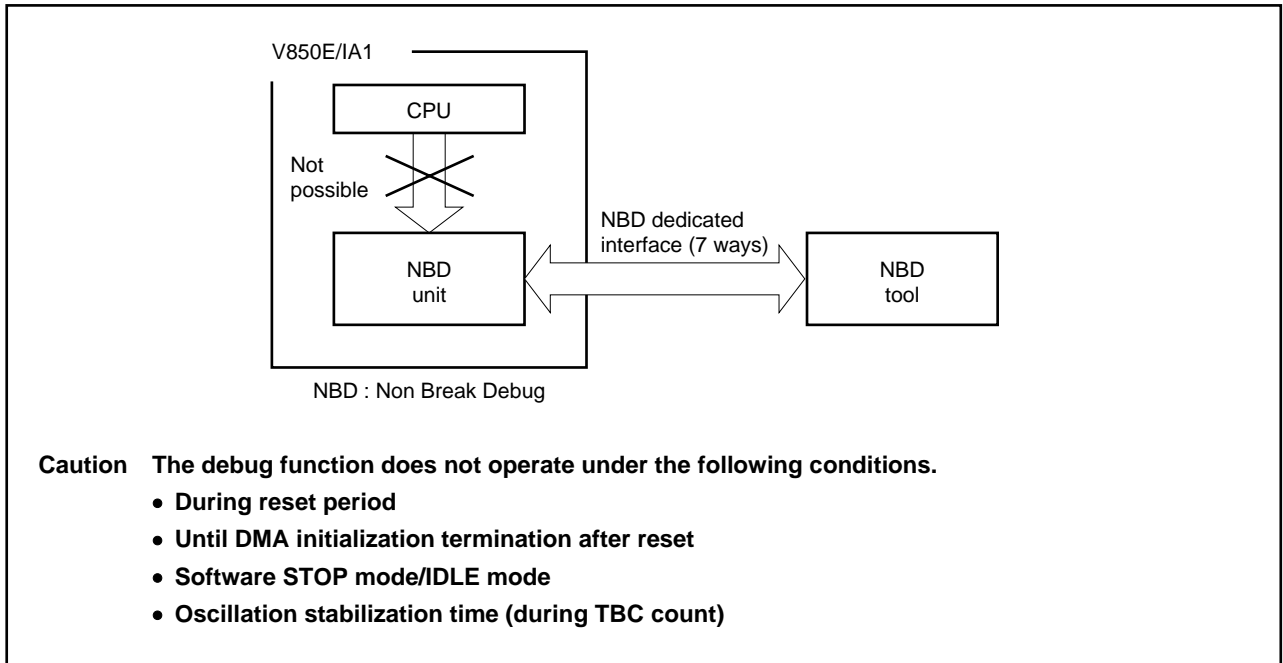 V850E/IA1
CPU
Not
possible
NBD dedicated
interface (7 ways)
NBD
unit
NBD
tool
NBD : Non Break Debug
Caution The debug function does not operate under the following conditions.
• During reset period
• Until DMA initialization termination after reset
• Software STOP mode/IDLE mode
• Oscillation stabilization time (during TBC count)